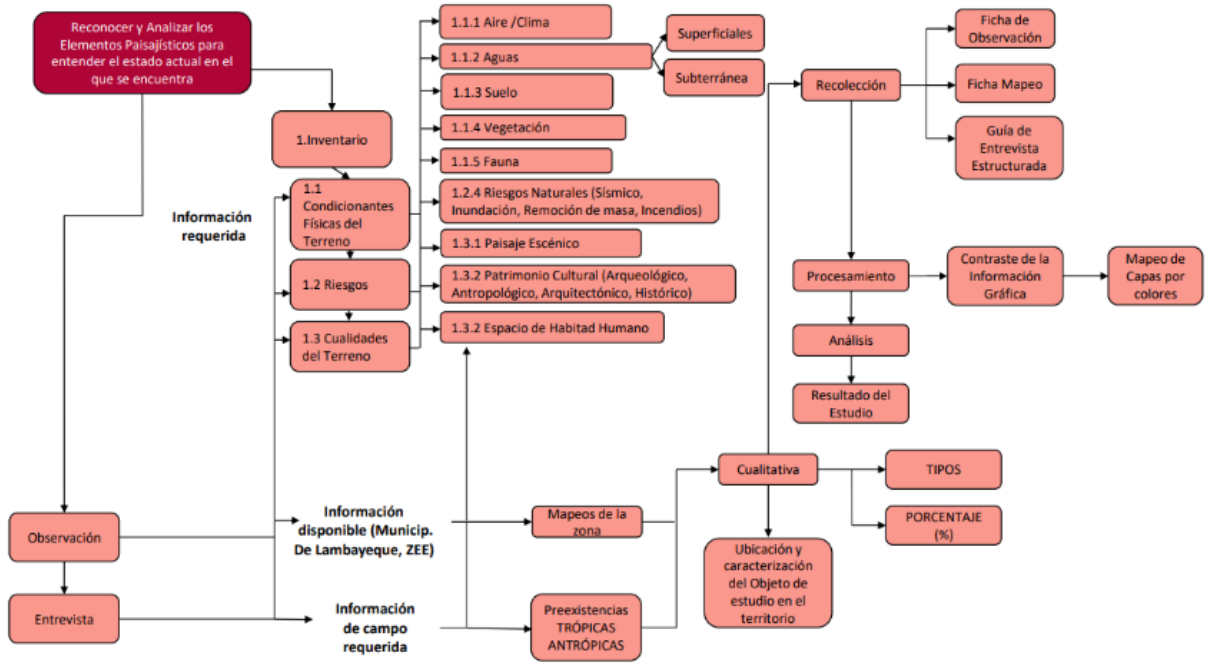 Reconocer y Analizar los
Elementos Paisajísticos para
entender el estado actual en el
que se encuentra
1.Inventario
Información
requerida
1.1
Condicionantes
Físicas del
Terreno
1.2 Riesgos
1.3 Cualidades
del Terreno
1.1.1 Aire /Clima
1.1.2 Aguas
Superficiales
Subterránea
1.1.3 Suelo
1.1.4 Vegetación
1.1.5 Fauna
1.2.4 Riesgos Naturales (Sísmico,
Inundación, Remoción de masa, Incendios)
1.3.1 Paisaje Escénico
1.3.2 Patrimonio Cultural (Arqueológico,
Antropológico, Arquitectónico, Histórico)
1.3.2 Espacio de Habitad Humano
Recolección
Ficha de
Observación
Ficha Mapeo
Guía de
Entrevista
Estructurada
Procesamiento
Contraste de la
Información
Gráfica
Mapeo de
Capas por
colores
Análisis
Resultado del
Estudio
Observación
Entrevista
Información
disponible (Municip.
De Lambayeque, ZEE)
Información
de campo
requerida
Mapeos de la
zona
Preexistencias
TRÓPICAS
ANTRÓPICAS
Cualitativa
TIPOS
PORCENTAJE
(%)
Ubicación y
caracterización
del Objeto de
estudio en el
territorio